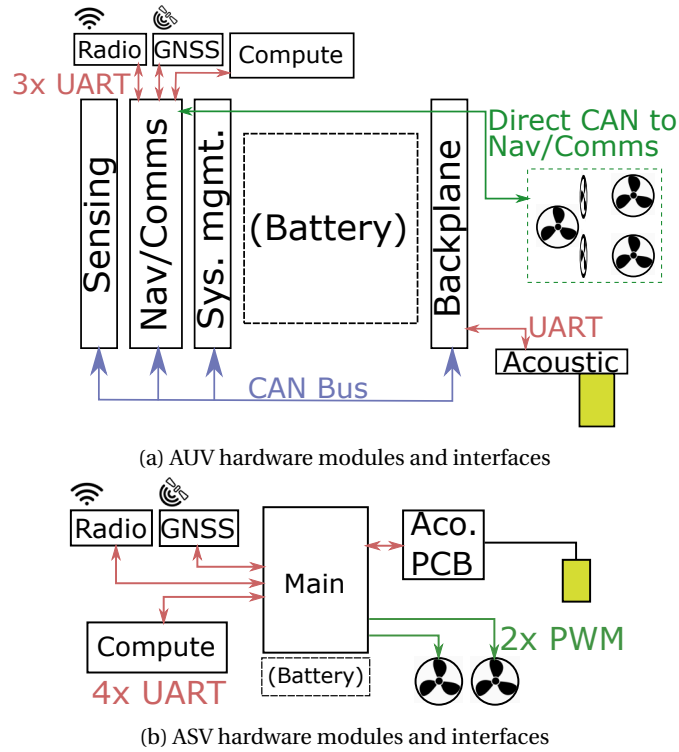 Radio
GNSS
Compute
3x UART
Sensing
Nav/Comms
Sys. mgmt.
(Battery)
Backplane
Direct CAN to
Nav/Comms
UART
Acoustic
CAN Bus
(a) AUV hardware modules and interfaces
Radio
GNSS
Main
Aco.
PCB
Compute
4x UART
(Battery)
2x PWM
(b) ASV hardware modules and interfaces